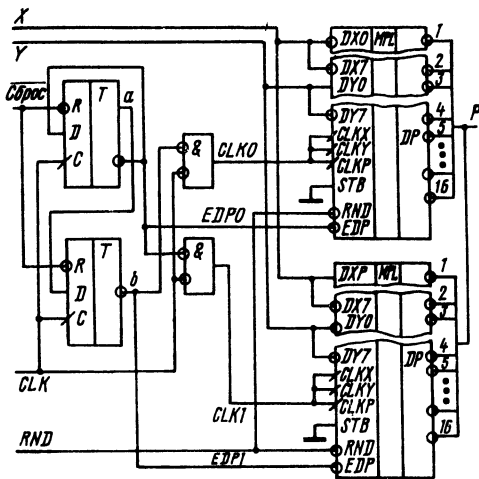 X
Y
Сброс
R T a
D
C
R T b
D
C
CLK
RND
&
CLK0
EDP0
&
CLK1
EDP1
DX0 MPL 1
DX7 2
DY0 3
DY7 4
DP 5
CLKX
CLKY
CLKP
STB 16
RND
EDP
P
DXP MPL 1
DX7 2
DY0 3
DY7 4
DP 5
CLKX
CLKY
CLKP
STB 16
RND
EDP